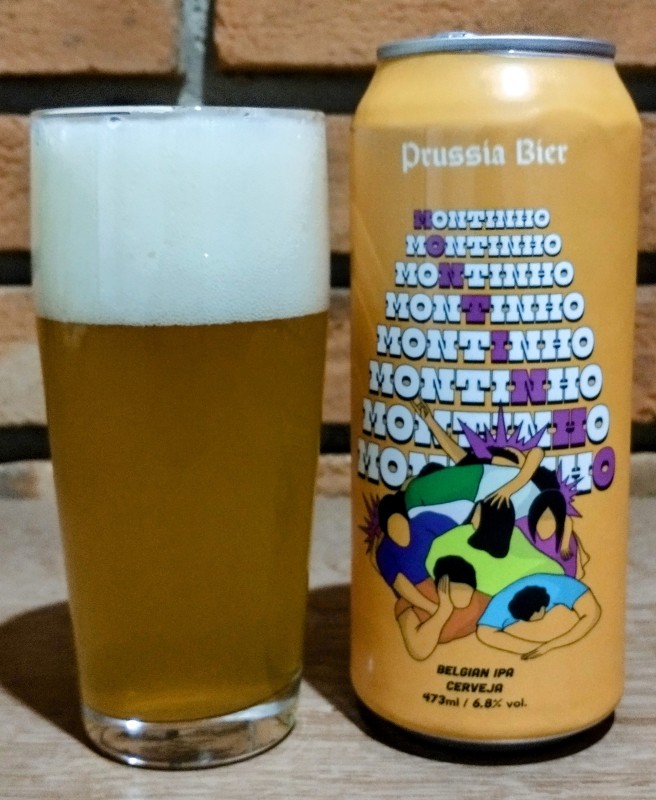 Prussia Bier
MONTINHO
MONTINHO
MONTINHO
MONTINHO
MONTINHO
MONTINHO
MONTINHO
BELGIAN IPA
CERVEJA
473ml / 6.8% vol.